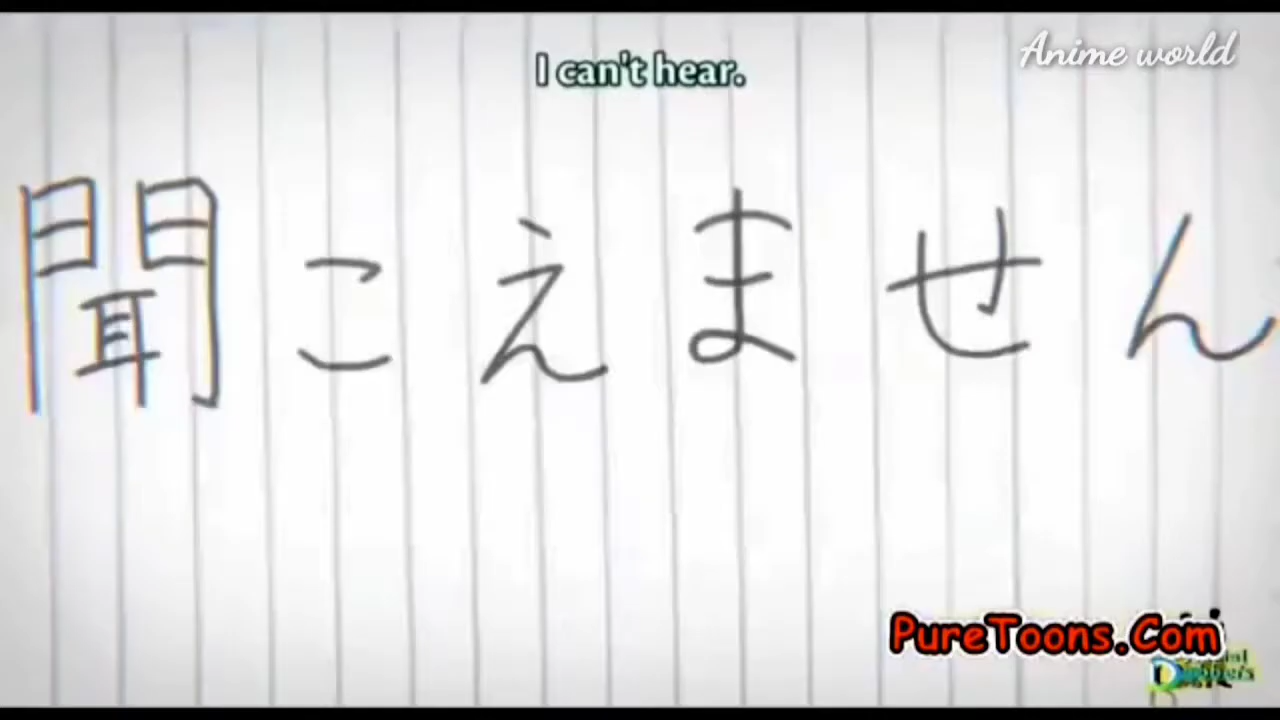 I can't hear.
Anime world
聞こえません
PureToons.Com